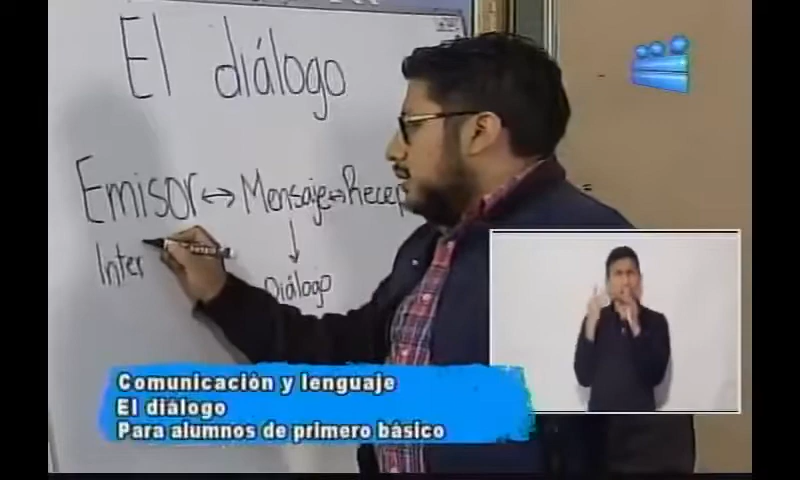 El diálogo
Emisor ↔ Mensaje ↔ Recep
Inter
Diálogo
Comunicación y lenguaje
El diálogo
Para alumnos de primero básico